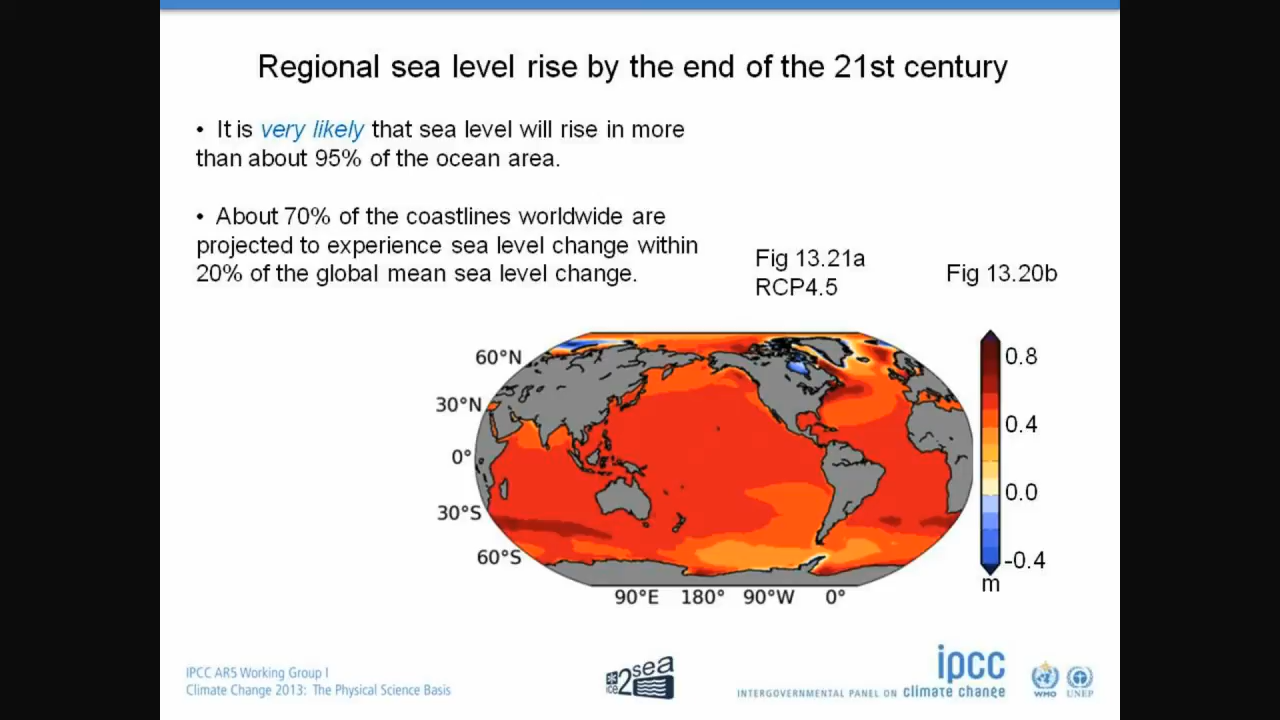 Regional sea level rise by the end of the 21st century
• It is very likely that sea level will rise in more
than about 95% of the ocean area.
• About 70% of the coastlines worldwide are
projected to experience sea level change within
20% of the global mean sea level change.
Fig 13.21a
RCP4.5
Fig 13.20b
60°N
30°N
0°
30°S
60°S
90°E 180° 90°W 0°
0.8
0.4
0.0
-0.4
m
IPCC AR5 Working Group I
Climate Change 2013: The Physical Science Basis
ice2sea
ipcc
INTERGOVERNMENTAL PANEL ON climate change
WMO
UNEP